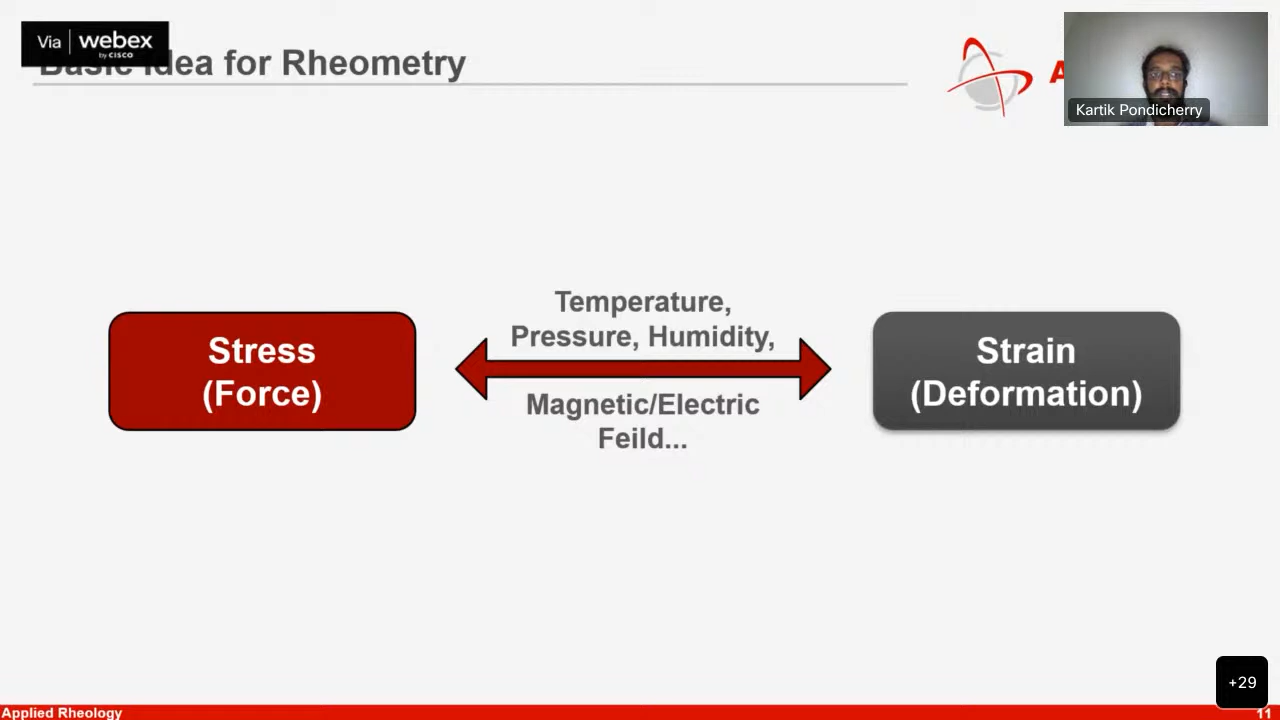 Via webex
by CISCO
Basic Idea for Rheometry
A
Kartik Pondicherry
Temperature,
Pressure, Humidity,
Stress
(Force)
Strain
(Deformation)
Magnetic/Electric
Feild...
+29
Applied Rheology
11